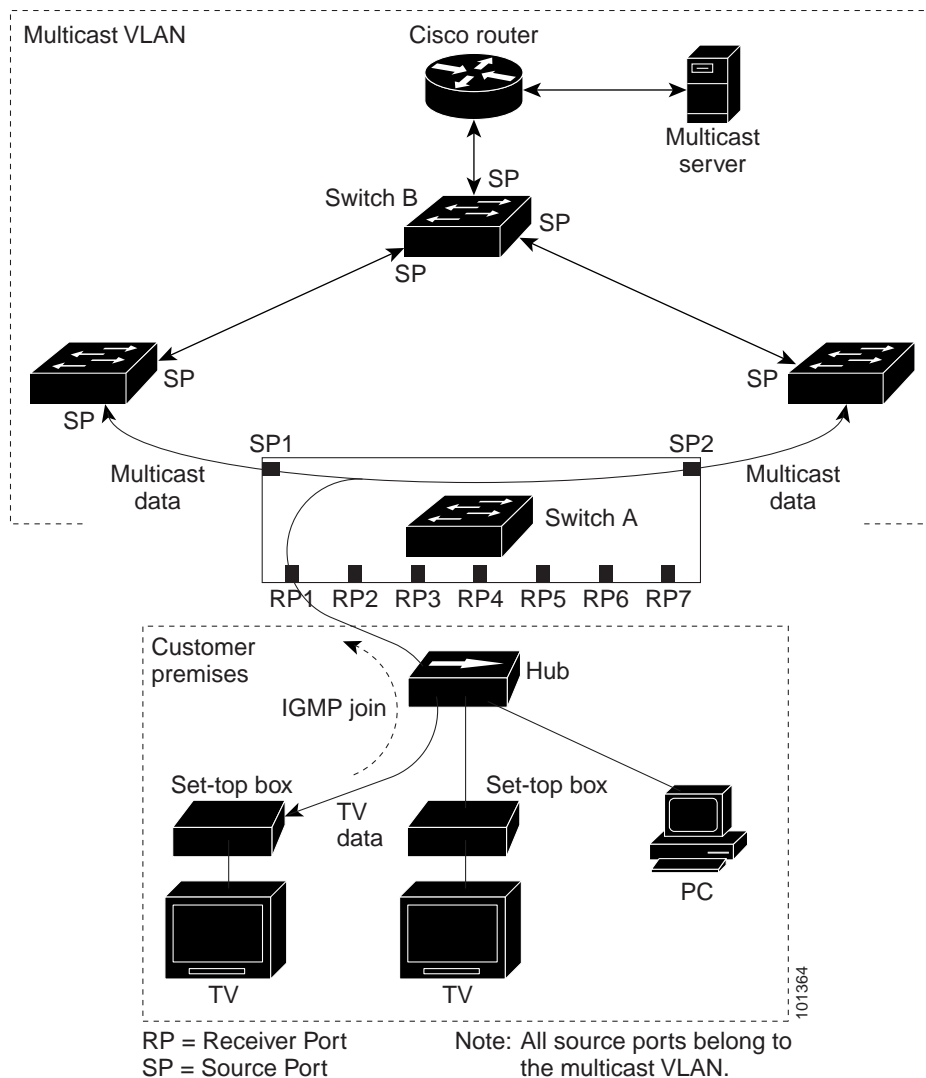 Multicast VLAN
Cisco router
Multicast
server
SP
Switch B
SP
SP
SP
SP
SP
SP1
SP2
Multicast
data
Multicast
data
Switch A
RP1 RP2 RP3 RP4 RP5 RP6 RP7
Customer
premises
Hub
IGMP join
Set-top box
Set-top box
TV
data
PC
TV
TV
101364
RP = Receiver Port
SP = Source Port
Note: All source ports belong to
the multicast VLAN.